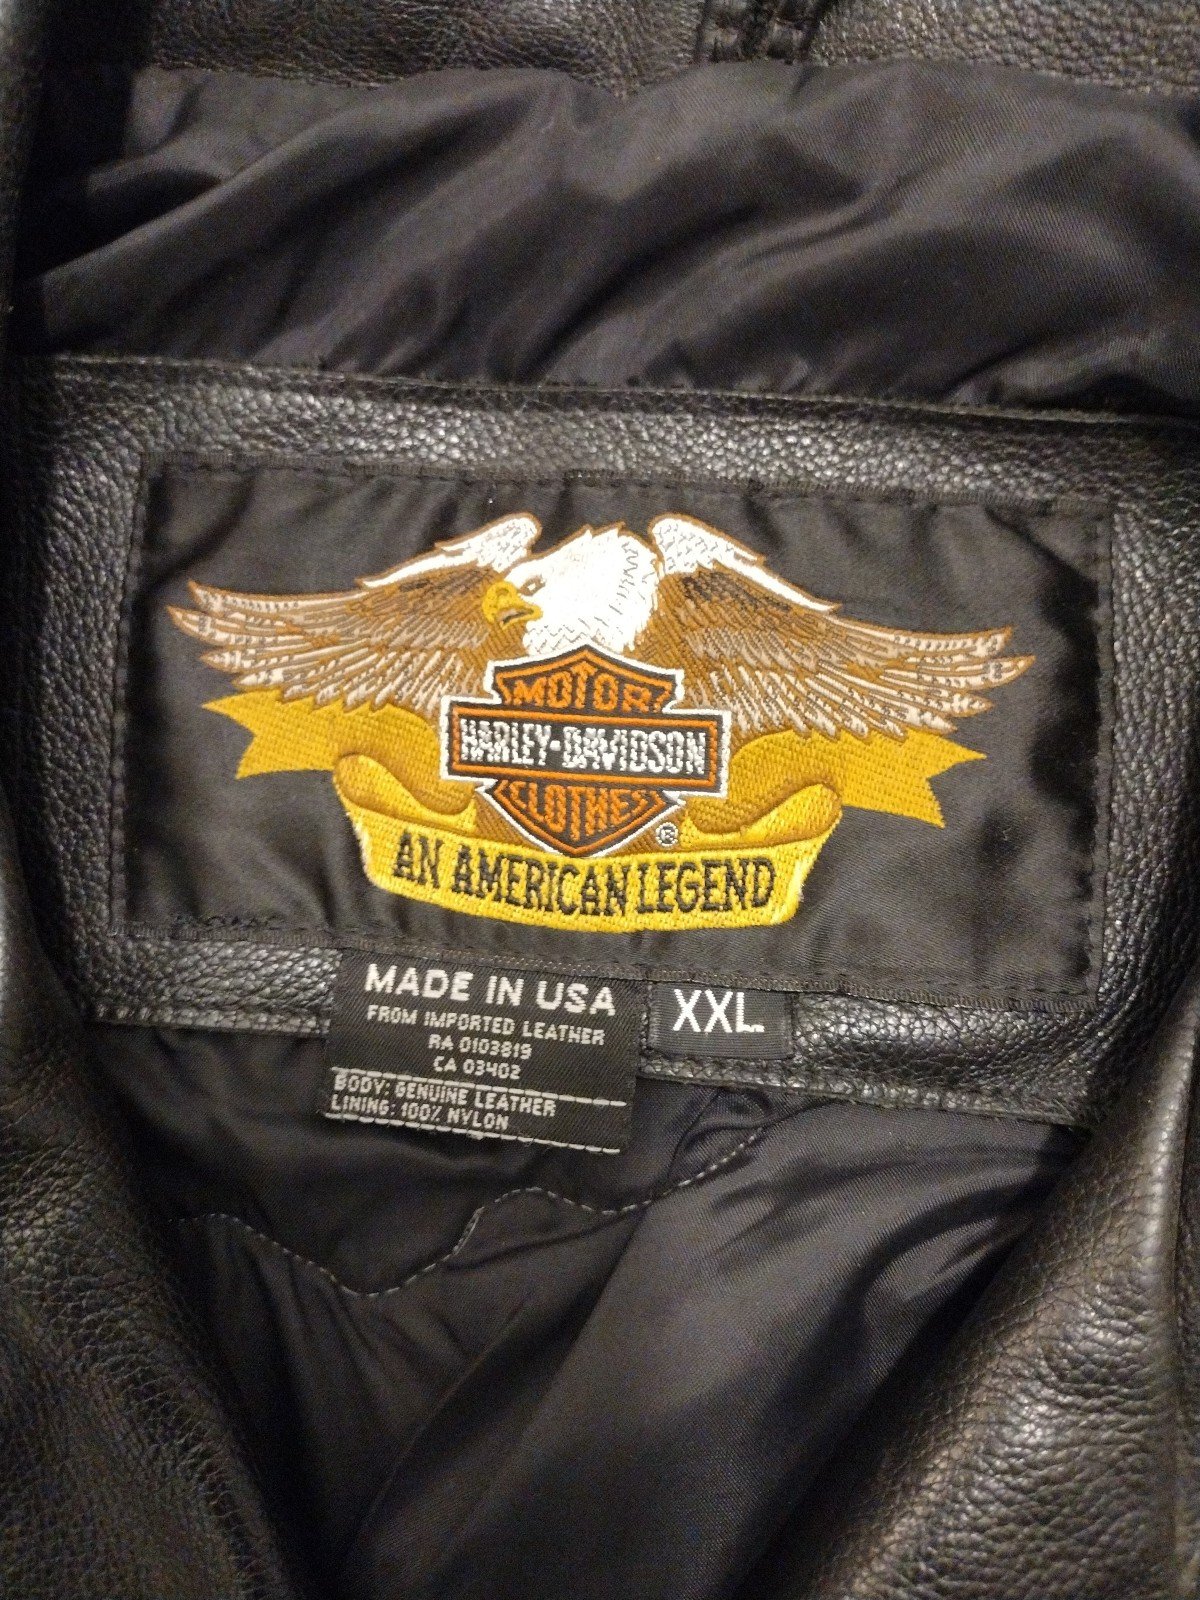 MOTOR
HARLEY-DAVIDSON
CLOTHES
®
AN AMERICAN LEGEND
MADE IN USA
FROM IMPORTED LEATHER
RA 0103819
CA 03402
BODY: GENUINE LEATHER
LINING: 100% NYLON
XXL